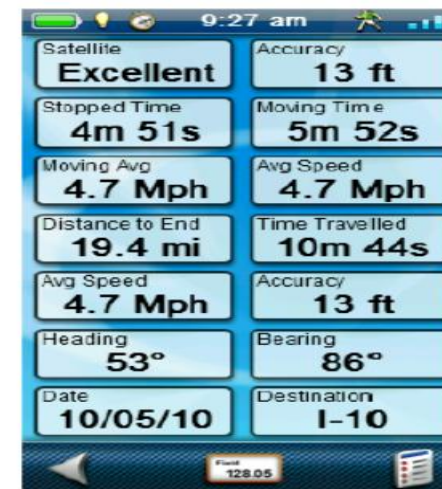 9:27 am
Satellite Accuracy
Excellent 13 ft
Stopped Time Moving Time
4m 51s 5m 52s
Moving Avg Avg Speed
4.7 Mph 4.7 Mph
Distance to End Time Travelled
19.4 mi 10m 44s
Avg Speed Accuracy
4.7 Mph 13 ft
Heading Bearing
53° 86°
Date Destination
10/05/10 I-10
Field
128.05